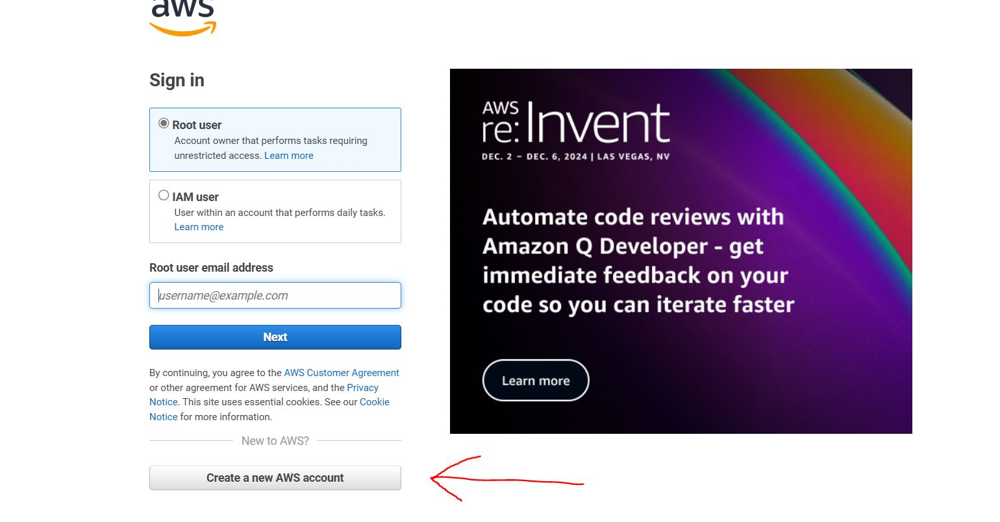 aws
Sign in
Root user
Account owner that performs tasks requiring
unrestricted access. Learn more
IAM user
User within an account that performs daily tasks.
Learn more
Root user email address
username@example.com
Next
By continuing, you agree to the AWS Customer Agreement
or other agreement for AWS services, and the Privacy
Notice. This site uses essential cookies. See our Cookie
Notice for more information.
New to AWS?
Create a new AWS account
AWS
re:Invent
DEC. 2 – DEC. 6, 2024 | LAS VEGAS, NV
Automate code reviews with
Amazon Q Developer - get
immediate feedback on your
code so you can iterate faster
Learn more